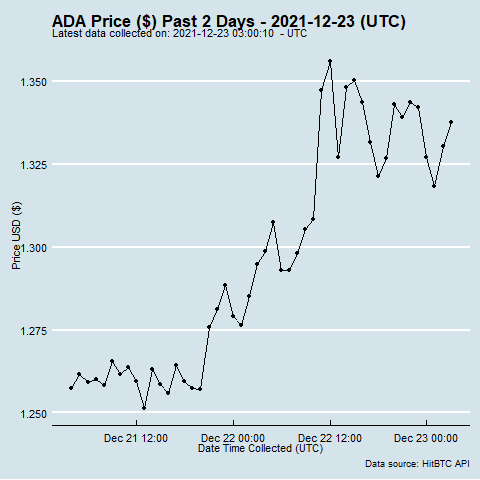 ADA Price ($) Past 2 Days - 2021-12-23 (UTC)
Latest data collected on: 2021-12-23 03:00:10  - UTC
1.350
1.325
1.300
1.275
1.250
Price USD ($)
Dec 21 12:00
Dec 22 00:00
Dec 22 12:00
Dec 23 00:00
Date Time Collected (UTC)
Data source: HitBTC API